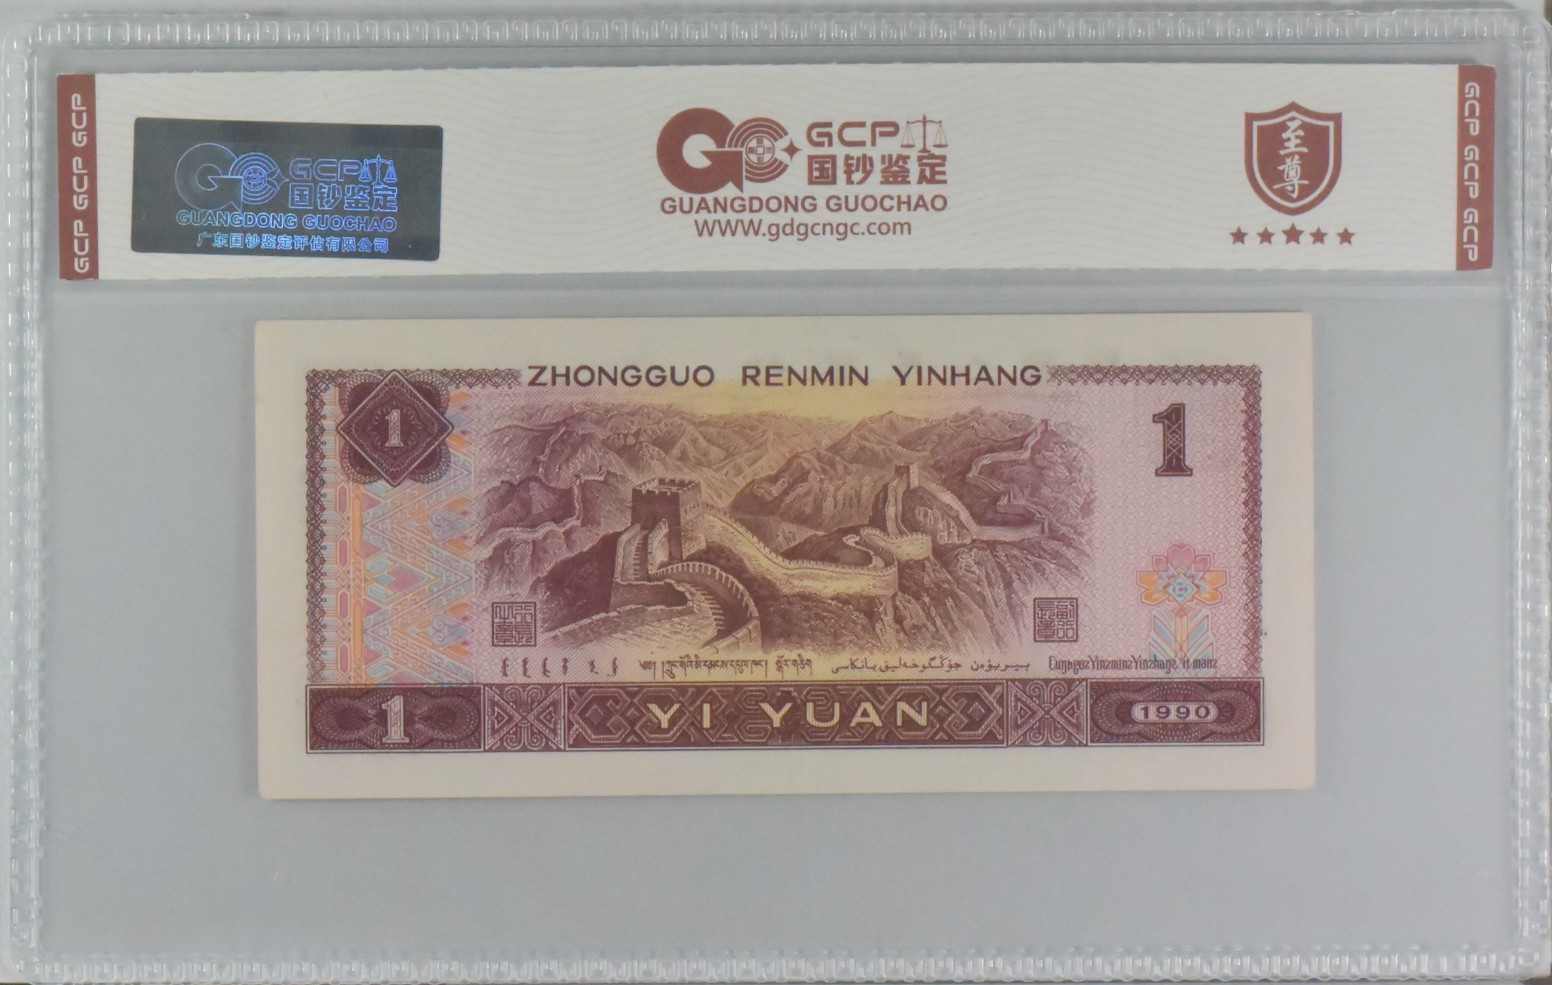 GCP GCP GCP
GCP
国钞鉴定
GUANGDONG GUOCHAO
广东国钞鉴定评估有限公司
GCP
国钞鉴定
GUANGDONG GUOCHAO
WWW.gdgcngc.com
至尊
GCP GCP GCP
ZHONGGUO RENMIN YINHANG
1
1
1
YI YUAN
1990